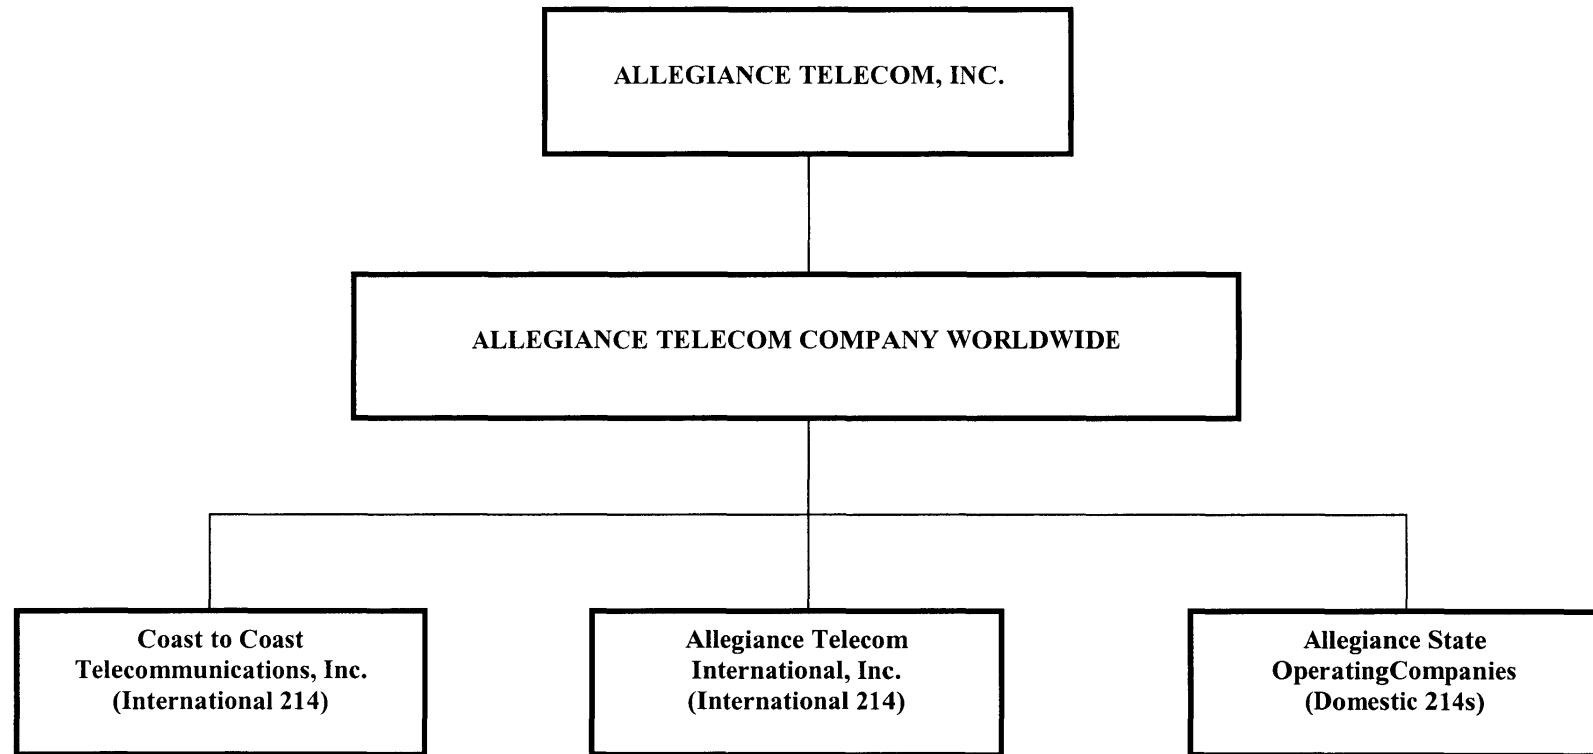 ALLEGIANCE TELECOM, INC.
ALLEGIANCE TELECOM COMPANY WORLDWIDE
Coast to Coast
Telecommunications, Inc.
(International 214)
Allegiance Telecom
International, Inc.
(International 214)
Allegiance State
OperatingCompanies
(Domestic 214s)